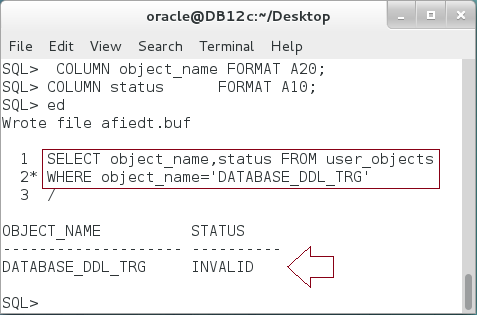 oracle@DB12c:~/Desktop
File Edit View Search Terminal Help
SQL>  COLUMN object_name FORMAT A20;
SQL> COLUMN status      FORMAT A10;
SQL> ed
Wrote file afiedt.buf
  1  SELECT object_name,status FROM user_objects
  2* WHERE object_name='DATABASE_DDL_TRG'
  3  /
OBJECT_NAME          STATUS
-------------------- ----------
DATABASE_DDL_TRG     INVALID
SQL>